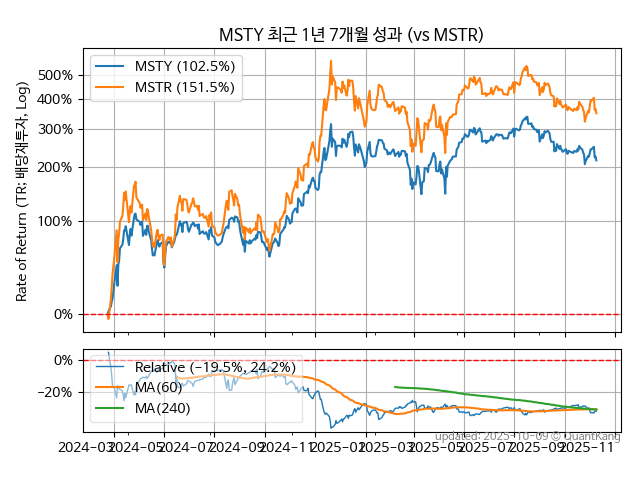 MSTY 최근 1년 7개월 성과 (vs MSTR)
Rate of Return (TR: 배당재투자, Log)
500%
400%
300%
200%
100%
0%
MSTY (102.5%)
MSTR (151.5%)
0%
−20%
Relative (−19.5%, 24.2%)
MA(60)
MA(240)
updated: 2025-10-09 © QuantKang
2024-03 2024-05 2024-07 2024-09 2024-11 2025-01 2025-03 2025-05 2025-07 2025-09 2025-11